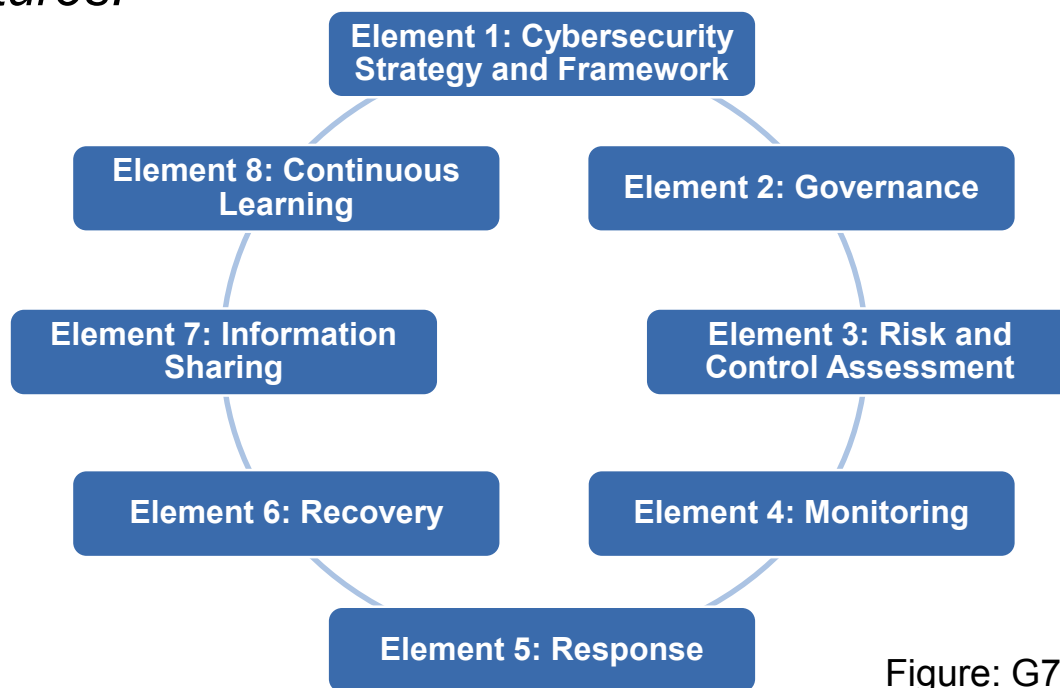 Element 1: Cybersecurity
Strategy and Framework
Element 2: Governance
Element 3: Risk and
Control Assessment
Element 4: Monitoring
Element 5: Response
Element 6: Recovery
Element 7: Information
Sharing
Element 8: Continuous
Learning
Figure: G7